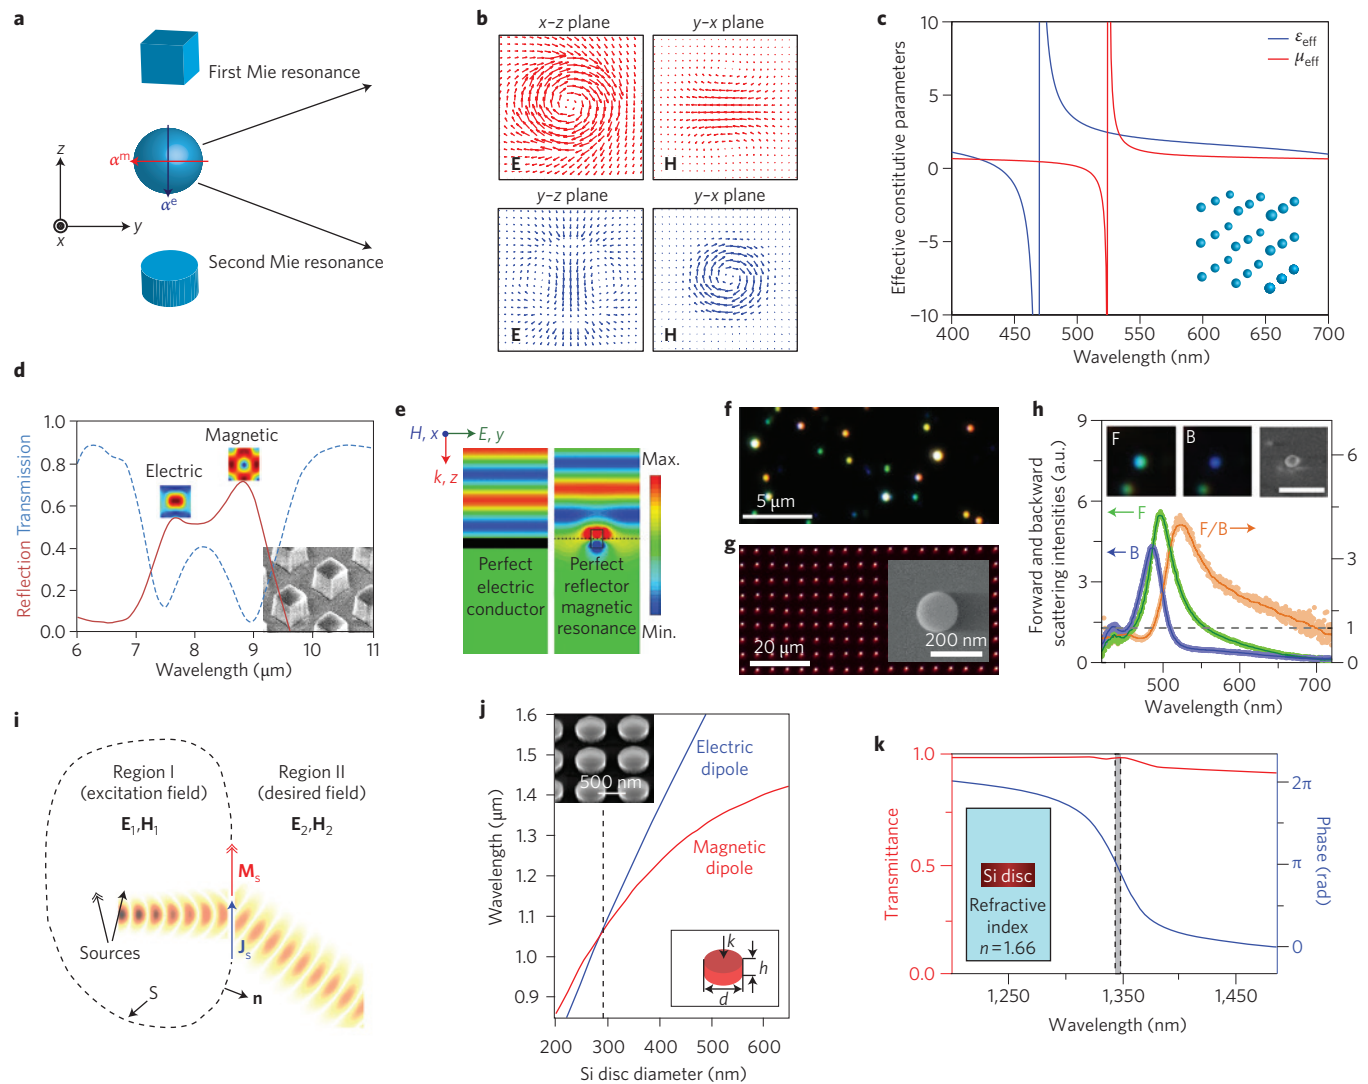 a
First Mie resonance
αᵐ
αᵉ
z
y
x
Second Mie resonance
b
x–z plane
y–x plane
E
H
y–z plane
y–x plane
E
H
c
Effective constitutive parameters
10
5
0
−5
−10
εeff
μeff
400
450
500
550
600
650
700
Wavelength (nm)
d
Reflection Transmission
1.0
0.8
0.6
0.4
0.2
0.0
Magnetic
Electric
6
7
8
9
10
11
Wavelength (μm)
e
H, x
E, y
k, z
Max.
Min.
Perfect
electric
conductor
Perfect
reflector
magnetic
resonance
f
5 μm
g
20 μm
200 nm
h
Forward and backward
scattering intensities (a.u.)
9
6
3
0
F
B
F
B
F/B
6
3
1
0
500
600
700
Wavelength (nm)
i
Region I
(excitation field)
E₁,H₁
Region II
(desired field)
E₂,H₂
Mₛ
Jₛ
Sources
S
n
j
Wavelength (μm)
1.6
1.5
1.4
1.3
1.2
1.1
1.0
0.9
500 nm
Electric
dipole
Magnetic
dipole
k
h
d
200
300
400
500
600
Si disc diameter (nm)
k
Transmittance
1.0
0.5
0.0
Si disc
Refractive
index
n = 1.66
2π
π
0
Phase (rad)
1,250
1,350
1,450
Wavelength (nm)